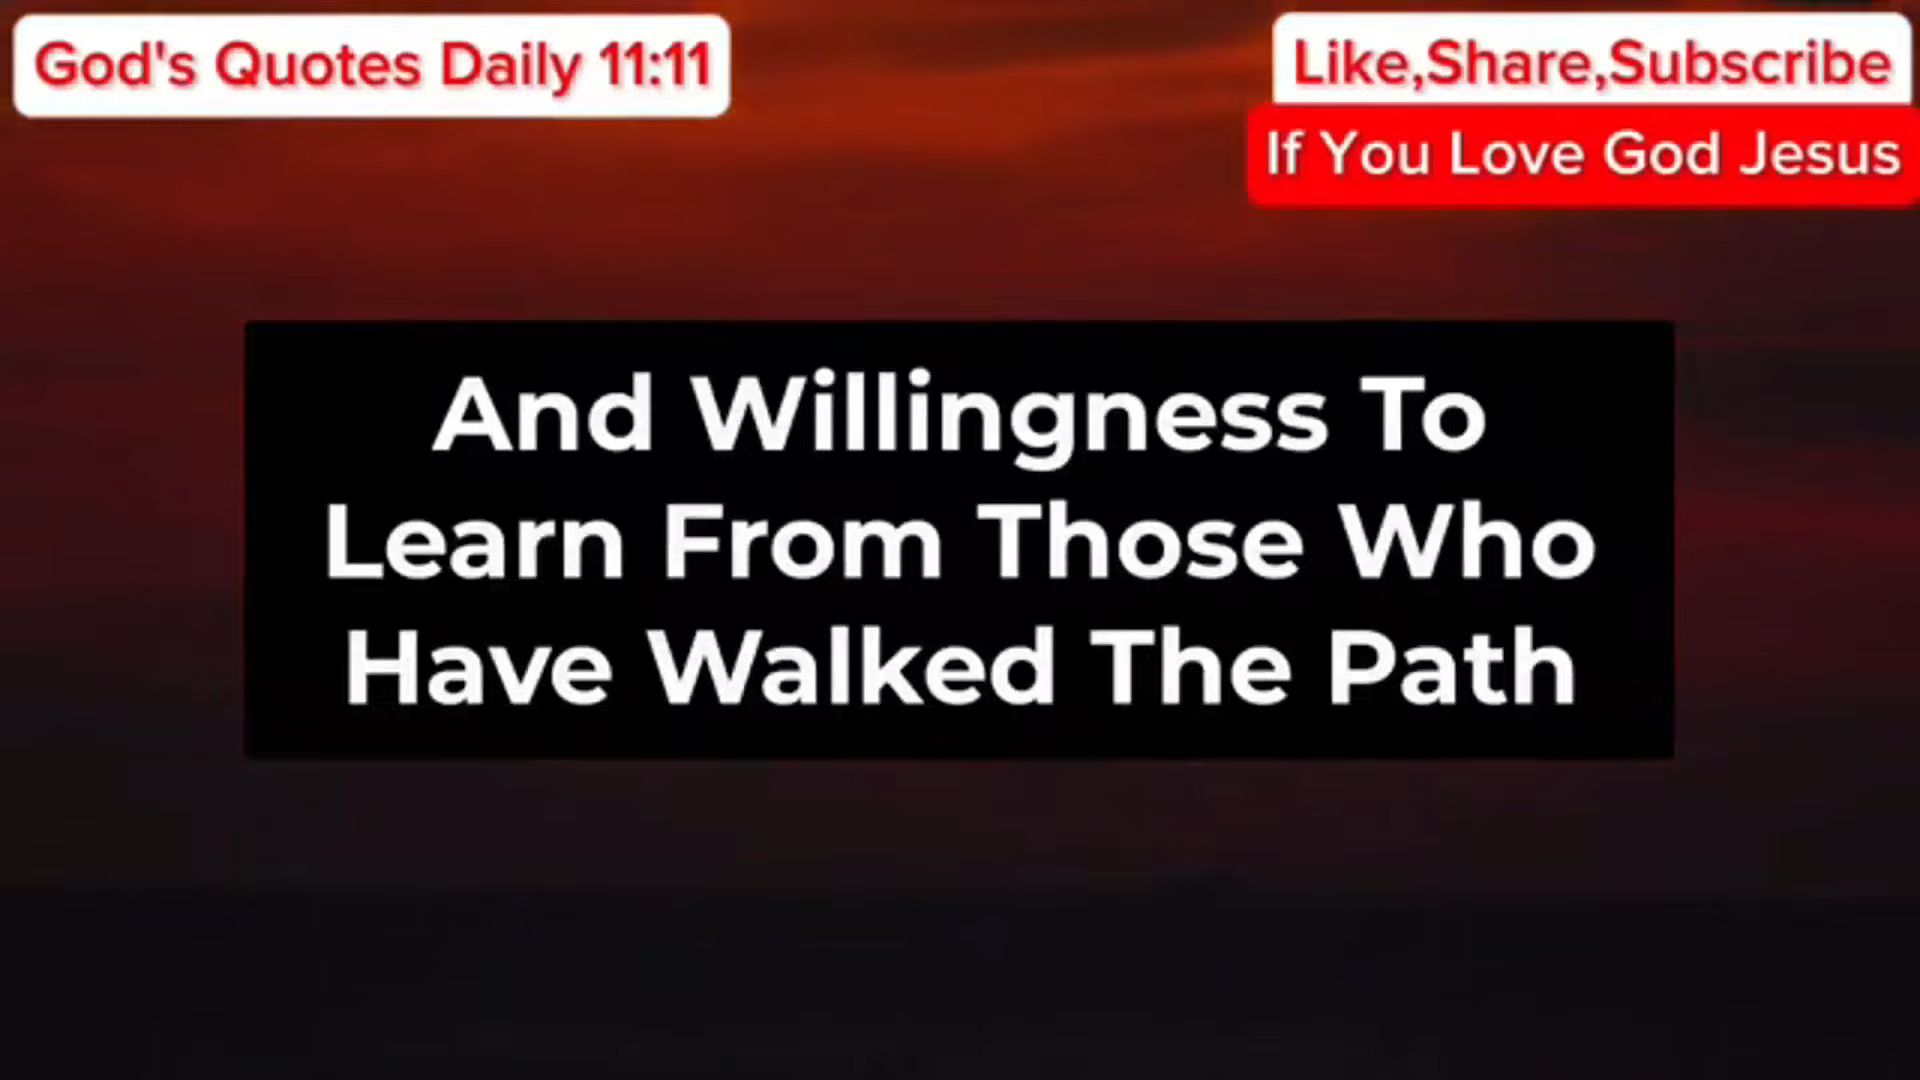 God's Quotes Daily 11:11
Like,Share,Subscribe
If You Love God Jesus
And Willingness To
Learn From Those Who
Have Walked The Path